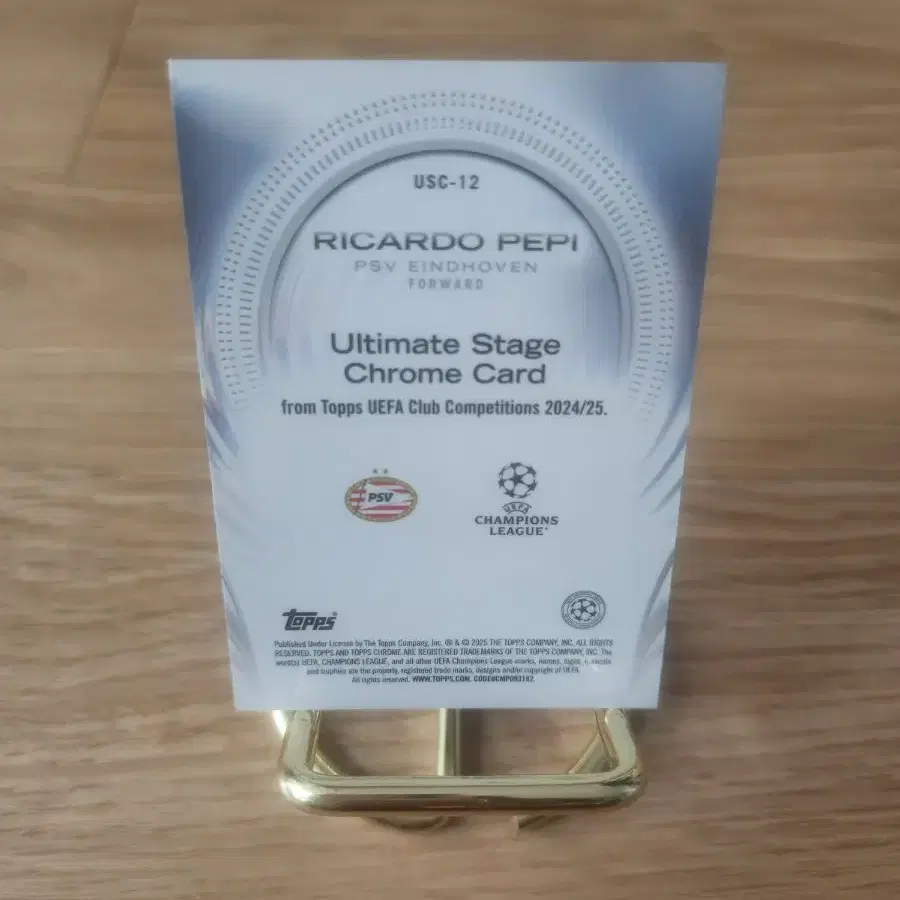 USC-12
RICARDO PEPI
PSV EINDHOVEN
FORWARD
Ultimate Stage
Chrome Card
from Topps UEFA Club Competitions 2024/25.
PSV
UEFA
CHAMPIONS
LEAGUE
topps
Published Under License by The Topps Company, Inc. ® & © 2025 THE TOPPS COMPANY, INC. ALL RIGHTS
RESERVED. TOPPS AND TOPPS CHROME ARE REGISTERED TRADEMARKS OF THE TOPPS COMPANY, INC. The
word(s) UEFA, CHAMPIONS LEAGUE, and all other UEFA Champions League marks, names,
and trophies are the property, registered trade marks, designs and/or copyright of UEFA.
All rights reserved. WWW.TOPPS.COM.